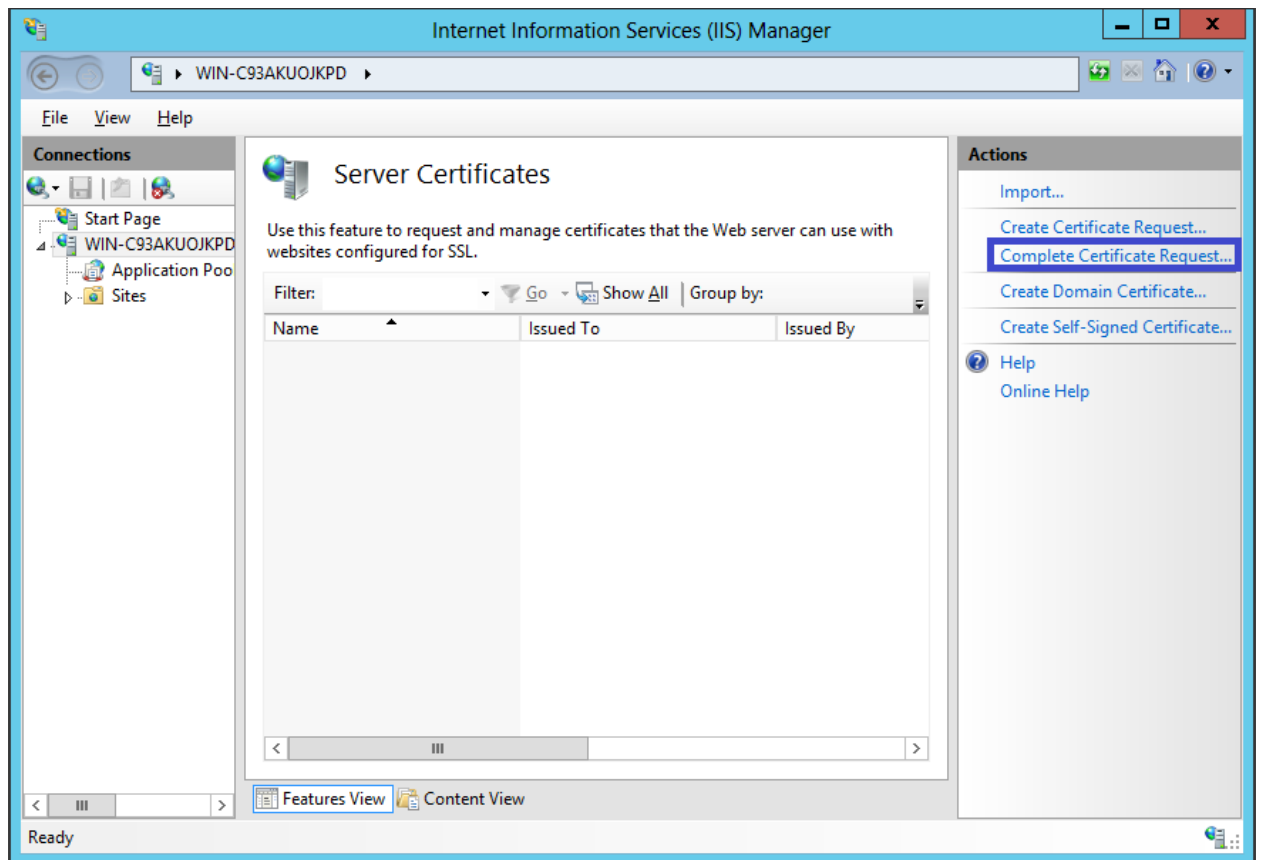 Internet Information Services (IIS) Manager
WIN-C93AKUOJKPD
File View Help
Connections
Start Page
WIN-C93AKUOJKPD
Application Poo
Sites
Server Certificates
Use this feature to request and manage certificates that the Web server can use with
websites configured for SSL.
Filter: Go Show All Group by:
Name Issued To Issued By
Features View Content View
Actions
Import...
Create Certificate Request...
Complete Certificate Request...
Create Domain Certificate...
Create Self-Signed Certificate...
Help
Online Help
Ready